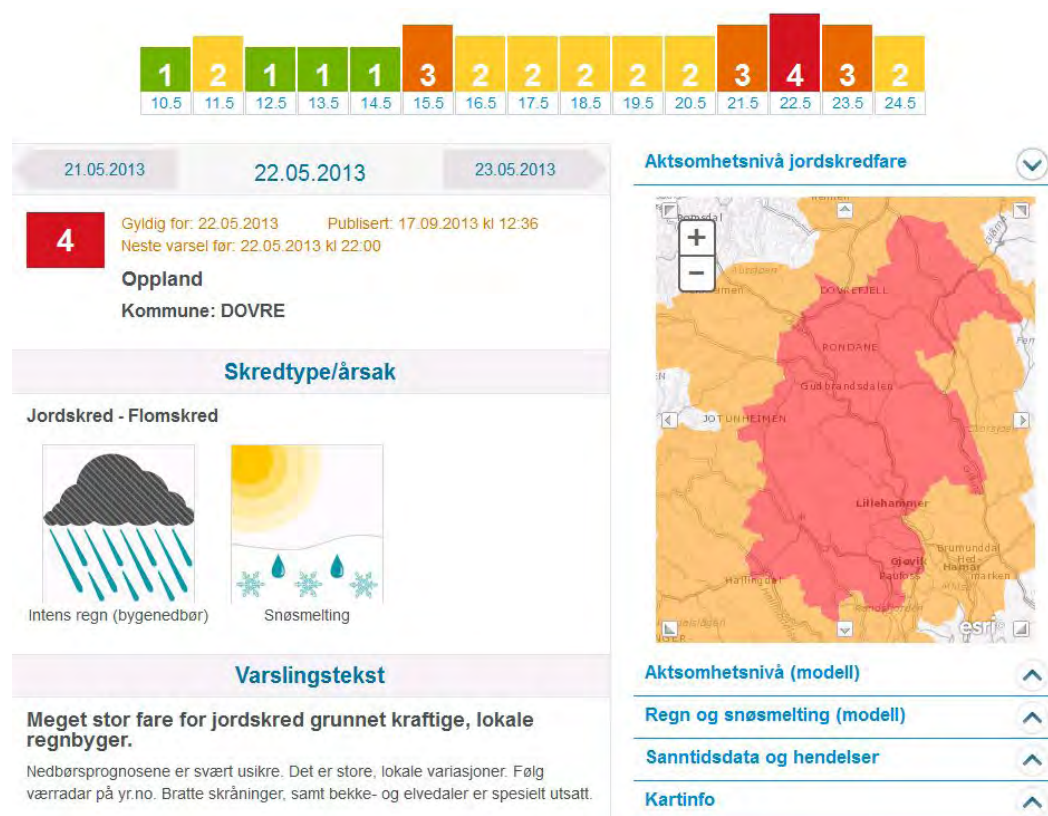 1 2 1 1 1 3 2 2 2 2 2 3 4 3 2
10.5 11.5 12.5 13.5 14.5 15.5 16.5 17.5 18.5 19.5 20.5 21.5 22.5 23.5 24.5
21.05.2013 22.05.2013 23.05.2013
4
Gyldig for: 22.05.2013 Publisert: 17.09.2013 kl 12:36
Neste varsel før: 22.05.2013 kl 22:00
Oppland
Kommune: DOVRE
Skredtype/årsak
Jordskred - Flomskred
Intens regn (bygenedbør) Snøsmelting
Varslingstekst
Meget stor fare for jordskred grunnet kraftige, lokale
regnbyger.
Nedbørsprognosene er svært usikre. Det er store, lokale variasjoner. Følg
værradar på yr.no. Bratte skråninger, samt bekke- og elvedaler er spesielt utsatt.
Aktsomhetsnivå jordskredfare
Romsdal
+
−
DOVREFJELL
RONDANE
Gudbrandsdalen
JOTUNHEIMEN
Lillehammer
Brumunddal
Gjøvik
Hed-
Hamar
Raufoss
marken
Hallingdal
Randsfjorden
esri
Aktsomhetsnivå (modell)
Regn og snøsmelting (modell)
Sanntidsdata og hendelser
Kartinfo